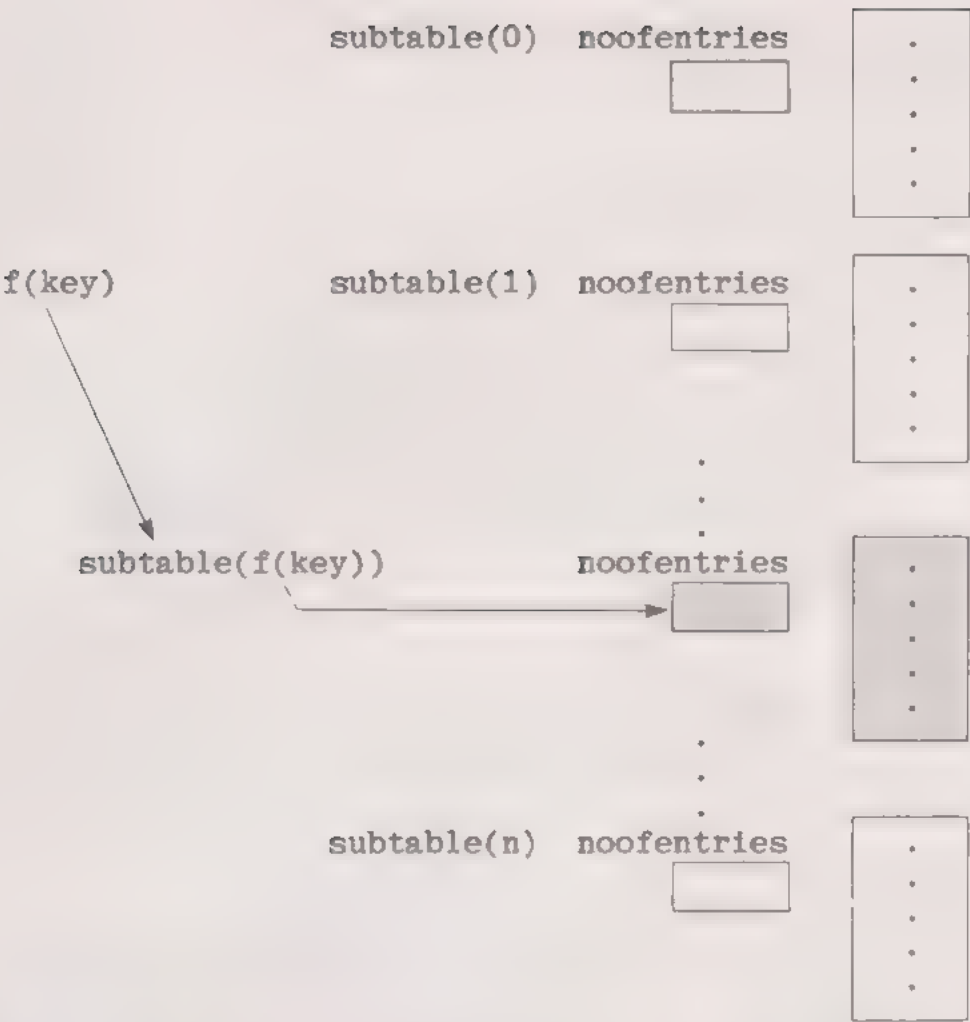 subtable(0) noofentries
f(key) subtable(1) noofentries
subtable(f(key)) noofentries
subtable(n) noofentries